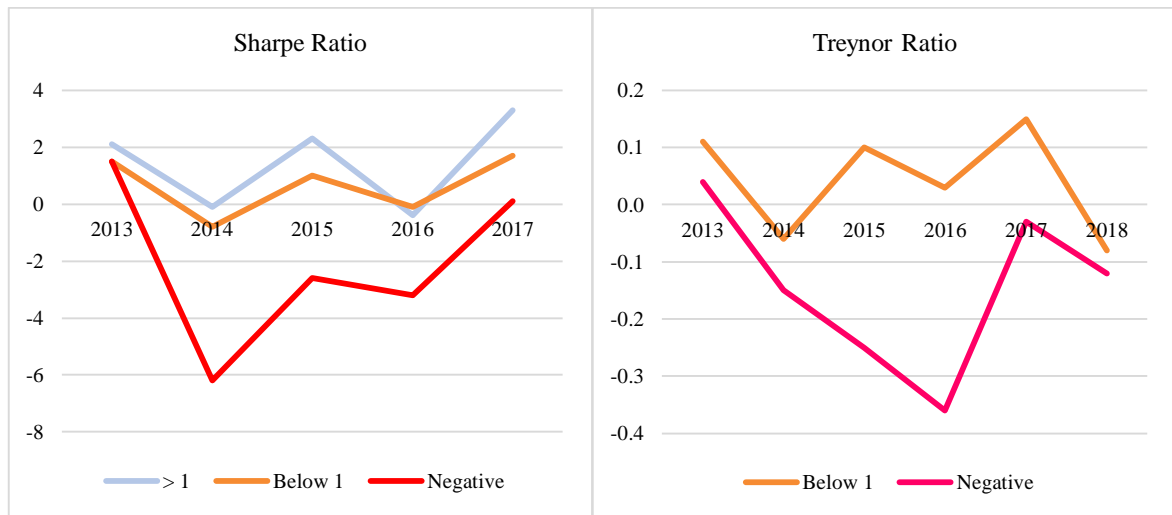 Sharpe Ratio
4
2
0
-2
-4
-6
-8
2013 2014 2015 2016 2017
> 1 Below 1 Negative
Treynor Ratio
0.2
0.1
0.0
-0.1
-0.2
-0.3
-0.4
2013 2014 2015 2016 2017 2018
Below 1 Negative